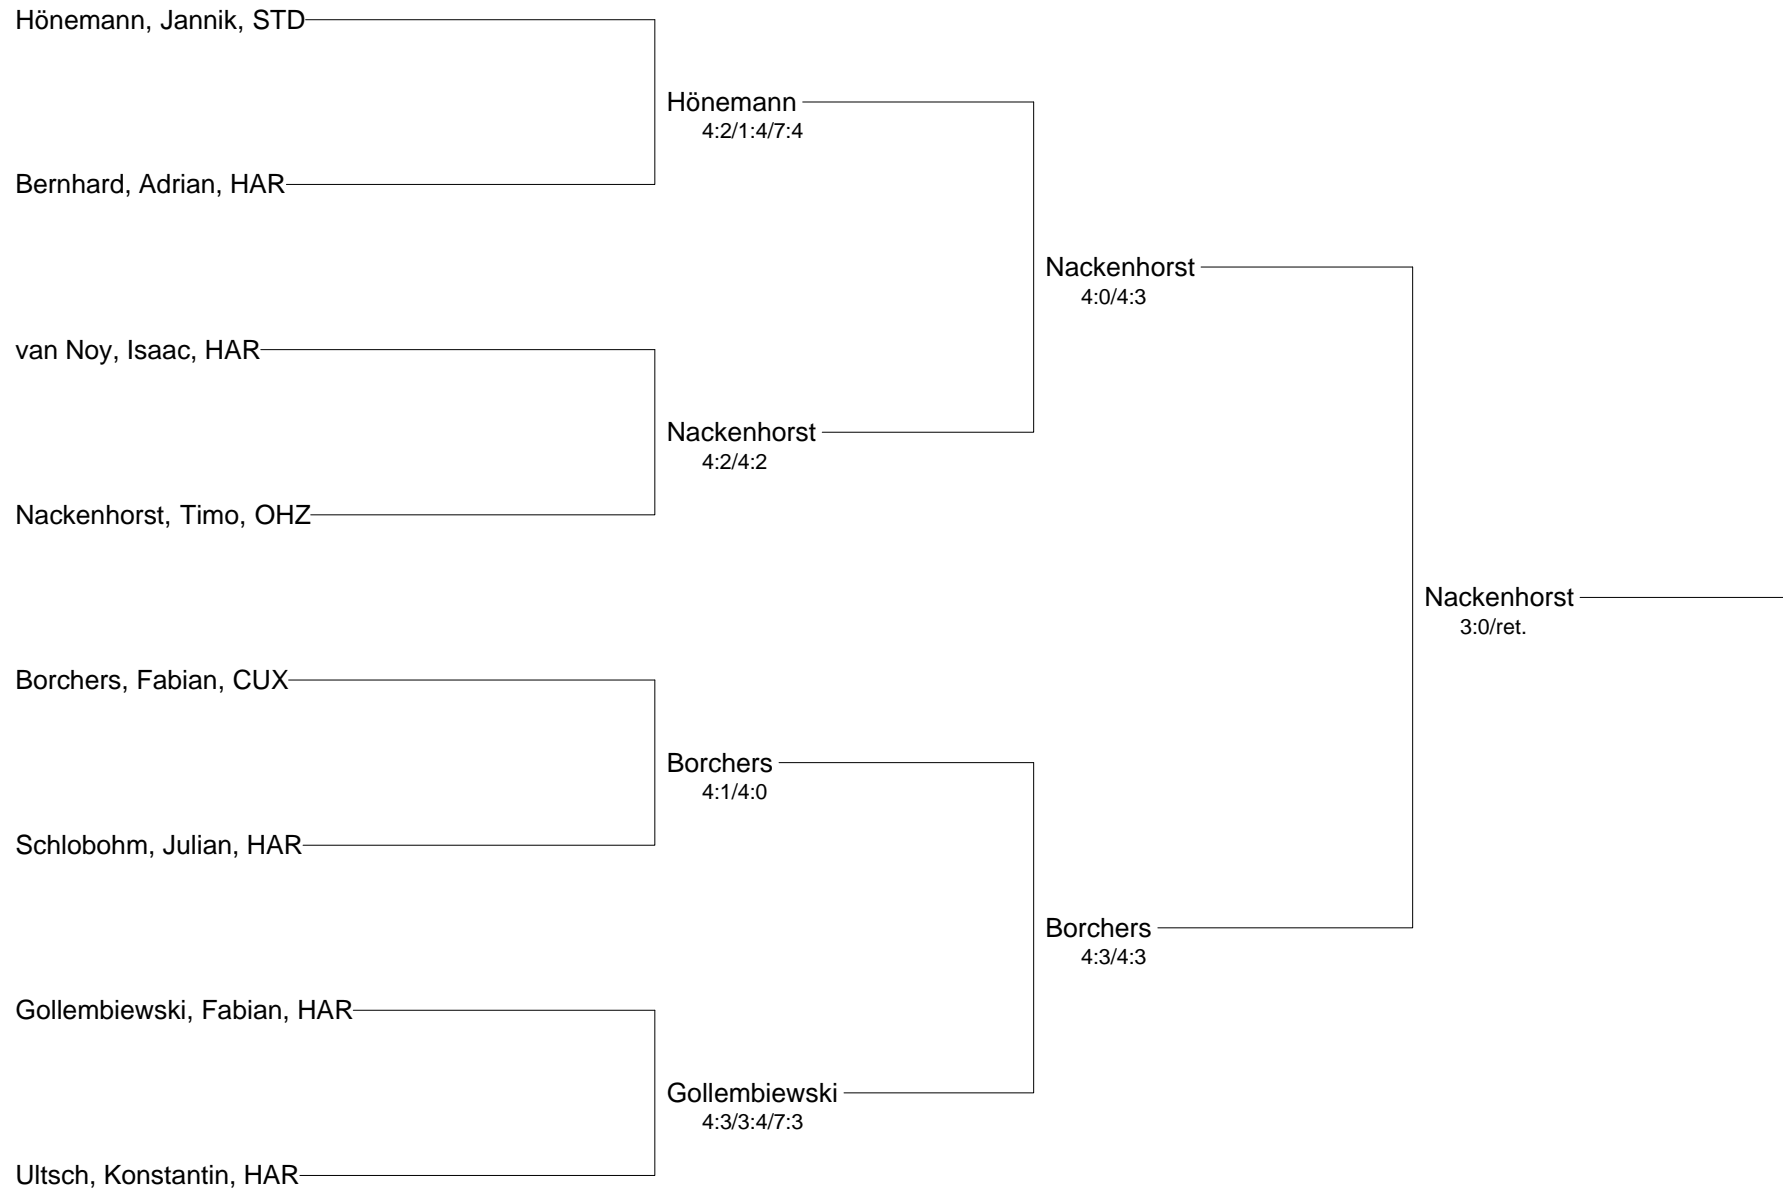 Hönemann, Jannik, STD
Hönemann
4:2/1:4/7:4
Bernhard, Adrian, HAR
Nackenhorst
4:0/4:3
van Noy, Isaac, HAR
Nackenhorst
4:2/4:2
Nackenhorst, Timo, OHZ
Nackenhorst
3:0/ret.
Borchers, Fabian, CUX
Borchers
4:1/4:0
Schlobohm, Julian, HAR
Borchers
4:3/4:3
Gollembiewski, Fabian, HAR
Gollembiewski
4:3/3:4/7:3
Ultsch, Konstantin, HAR